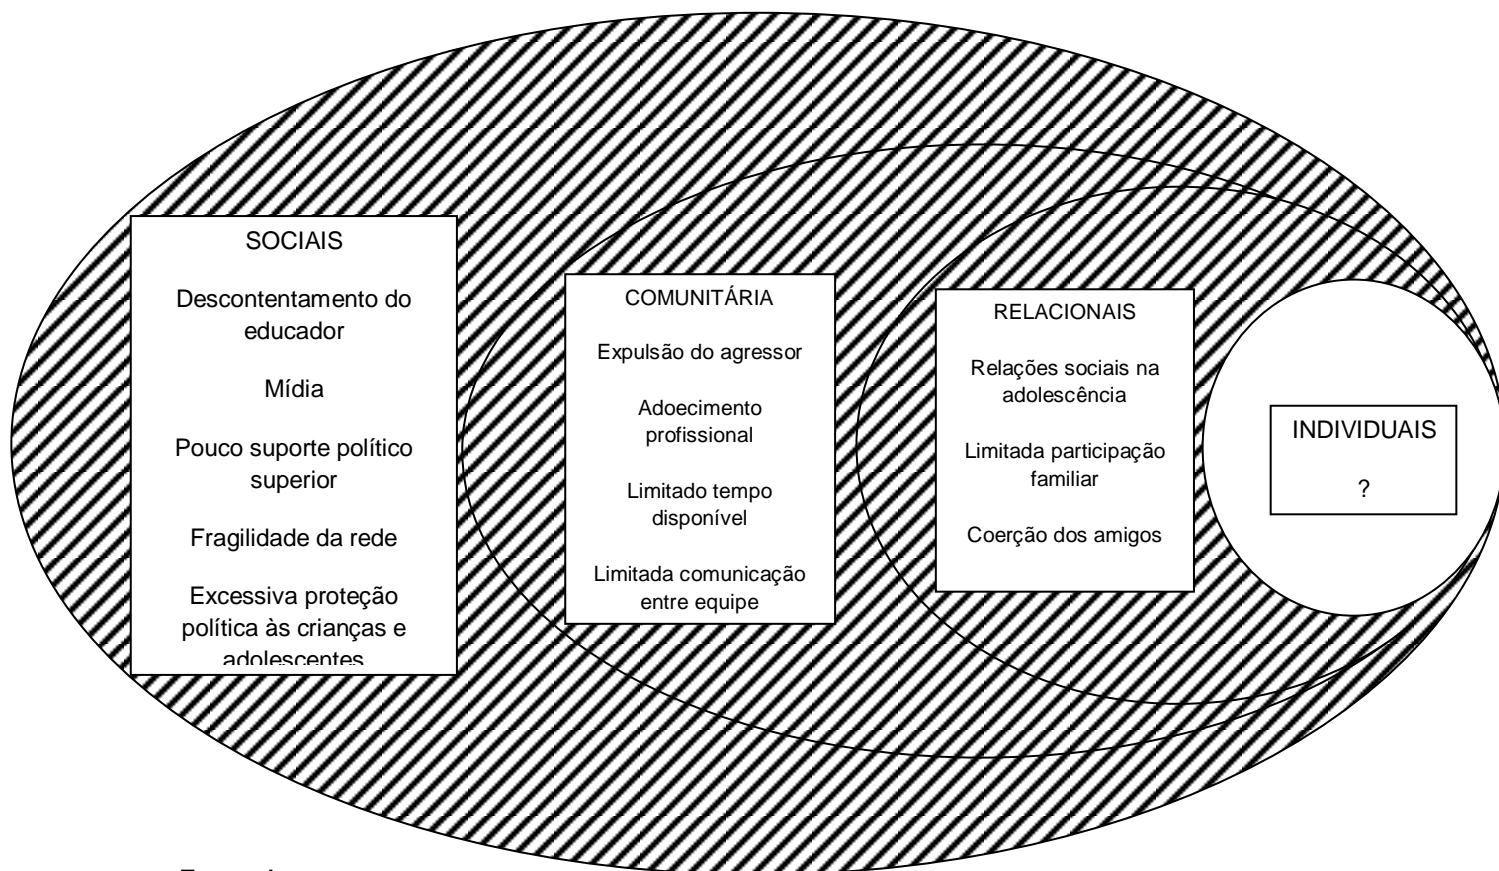 SOCIAIS
Descontentamento do
educador
Mídia
Pouco suporte político
superior
Fragilidade da rede
Excessiva proteção
política às crianças e
adolescentes
COMUNITÁRIA
Expulsão do agressor
Adoecimento
profissional
Limitado tempo
disponível
Limitada comunicação
entre equipe
RELACIONAIS
Relações sociais na
adolescência
Limitada participação
familiar
Coerção dos amigos
INDIVIDUAIS
?